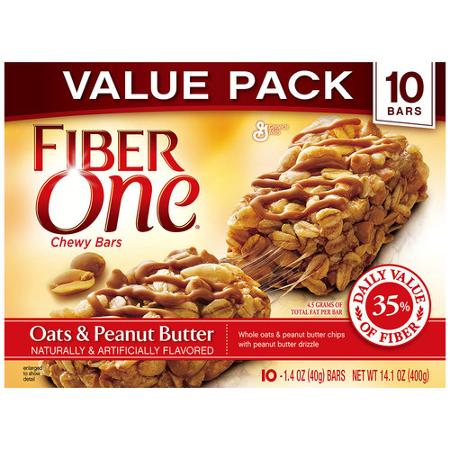 VALUE PACK
10
BARS
General
Mills
FIBER
One®
Chewy Bars
4.5 GRAMS OF
TOTAL FAT PER BAR
DAILY VALUE
35%
OF FIBER
Oats & Peanut Butter
NATURALLY & ARTIFICIALLY FLAVORED
Whole oats & peanut butter chips
with peanut butter drizzle
enlarged
to show
detail
10 - 1.4 OZ (40g) BARS NET WT 14.1 OZ (400g)